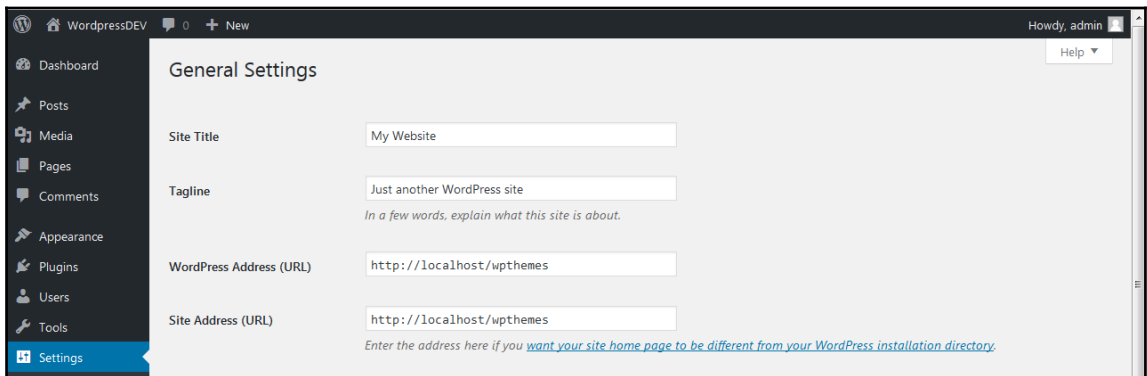 WordpressDEV 0 + New Howdy, admin
Help ▼
Dashboard
Posts
Media
Pages
Comments
Appearance
Plugins
Users
Tools
Settings
General Settings
Site Title My Website
Tagline Just another WordPress site
In a few words, explain what this site is about.
WordPress Address (URL) http://localhost/wpthemes
Site Address (URL) http://localhost/wpthemes
Enter the address here if you want your site home page to be different from your WordPress installation directory.